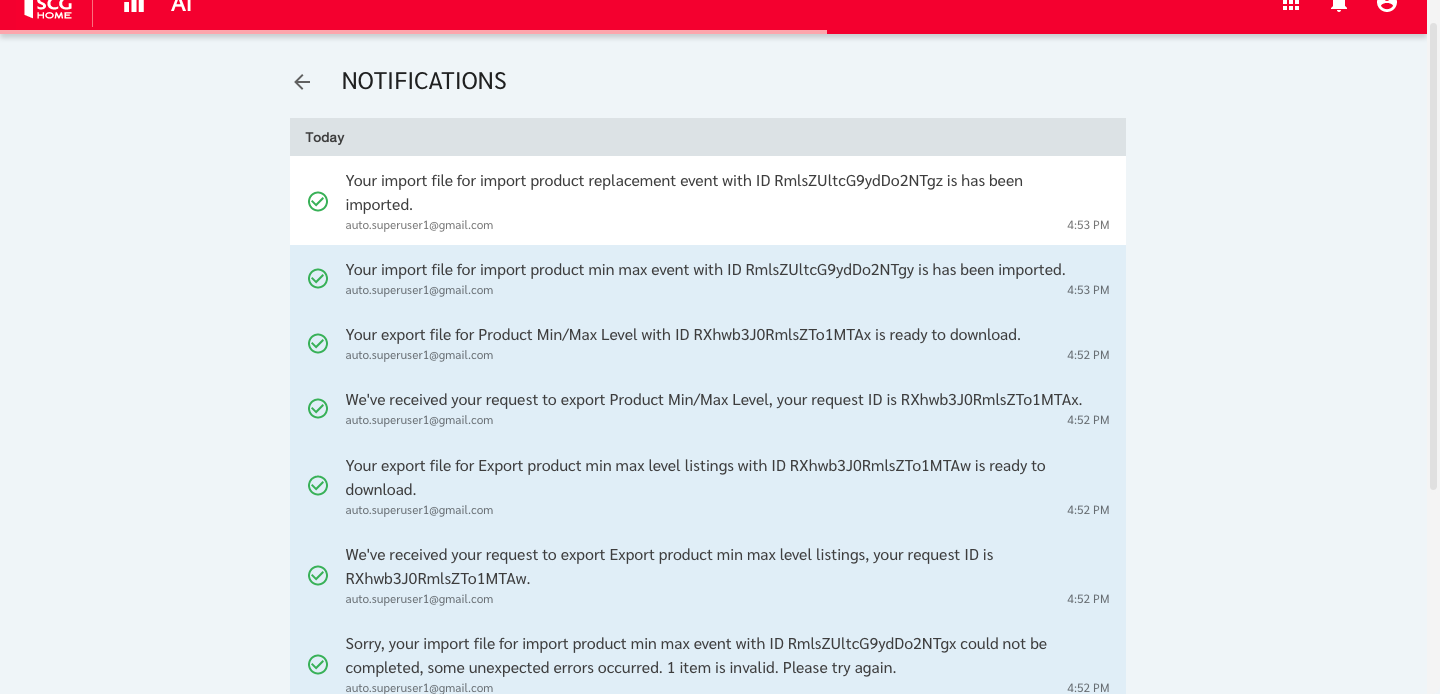 SCG
HOME
AI
NOTIFICATIONS
Today
Your import file for import product replacement event with ID RmlsZUltcG9ydDo2NTgz is has been
imported.
auto.superuser1@gmail.com
4:53 PM
Your import file for import product min max event with ID RmlsZUltcG9ydDo2NTgy is has been imported.
auto.superuser1@gmail.com
4:53 PM
Your export file for Product Min/Max Level with ID RXhwb3J0RmlsZTo1MTAx is ready to download.
auto.superuser1@gmail.com
4:52 PM
We've received your request to export Product Min/Max Level, your request ID is RXhwb3J0RmlsZTo1MTAx.
auto.superuser1@gmail.com
4:52 PM
Your export file for Export product min max level listings with ID RXhwb3J0RmlsZTo1MTAw is ready to
download.
auto.superuser1@gmail.com
4:52 PM
We've received your request to export Export product min max level listings, your request ID is
RXhwb3J0RmlsZTo1MTAw.
auto.superuser1@gmail.com
4:52 PM
Sorry, your import file for import product min max event with ID RmlsZUltcG9ydDo2NTgx could not be
completed, some unexpected errors occurred. 1 item is invalid. Please try again.
auto.superuser1@gmail.com
4:52 PM